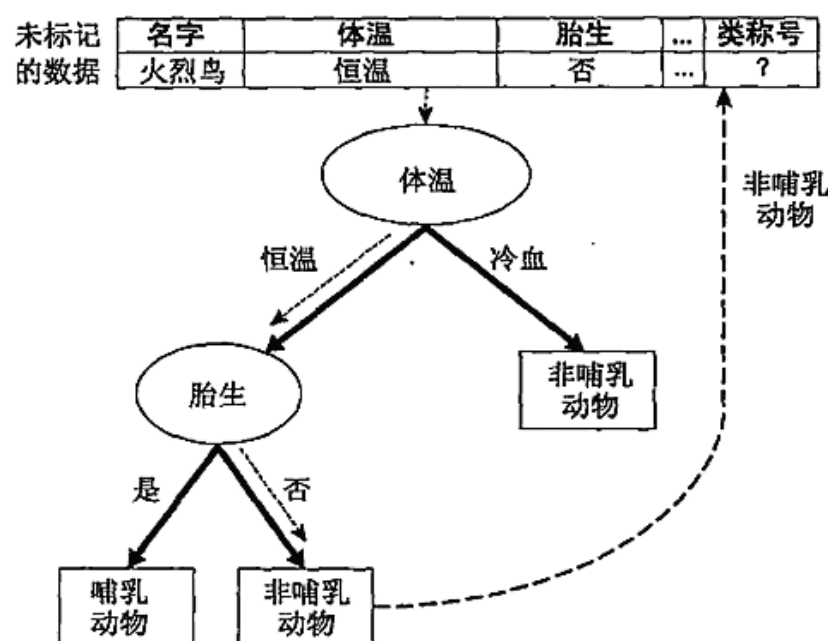 未标记
的数据
名字 体温 胎生 ... 类称号
火烈鸟 恒温 否 ... ?
体温
非哺乳
动物
恒温
冷血
胎生
非哺乳
动物
是
否
哺乳
动物
非哺乳
动物